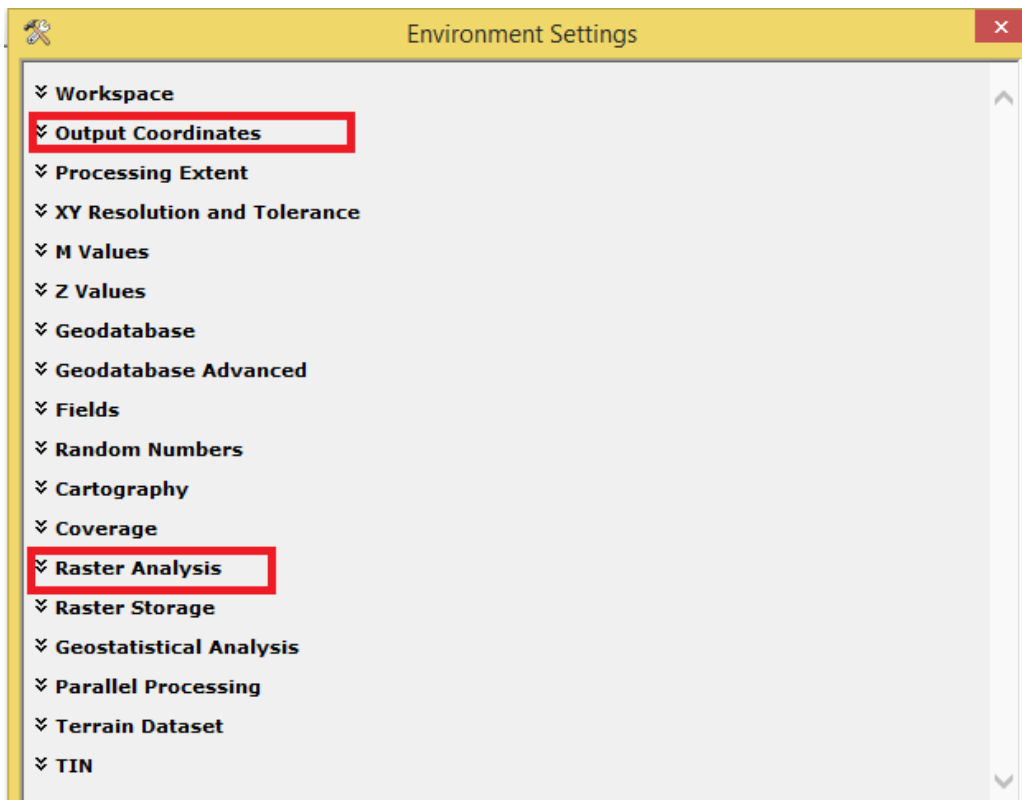 Environment Settings
Workspace
Output Coordinates
Processing Extent
XY Resolution and Tolerance
M Values
Z Values
Geodatabase
Geodatabase Advanced
Fields
Random Numbers
Cartography
Coverage
Raster Analysis
Raster Storage
Geostatistical Analysis
Parallel Processing
Terrain Dataset
TIN